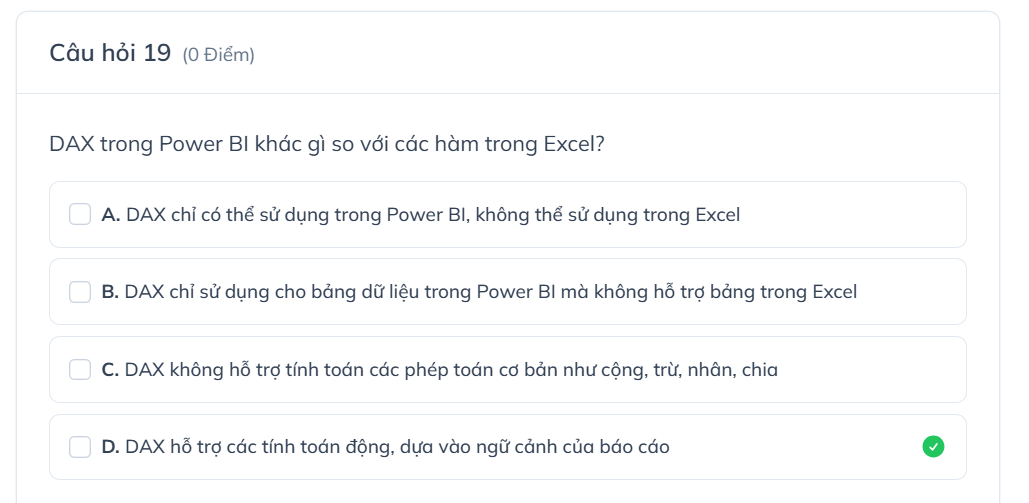 Câu hỏi 19 (0 Điểm)
DAX trong Power BI khác gì so với các hàm trong Excel?
A. DAX chỉ có thể sử dụng trong Power BI, không thể sử dụng trong Excel
B. DAX chỉ sử dụng cho bảng dữ liệu trong Power BI mà không hỗ trợ bảng trong Excel
C. DAX không hỗ trợ tính toán các phép toán cơ bản như cộng, trừ, nhân, chia
D. DAX hỗ trợ các tính toán động, dựa vào ngữ cảnh của báo cáo